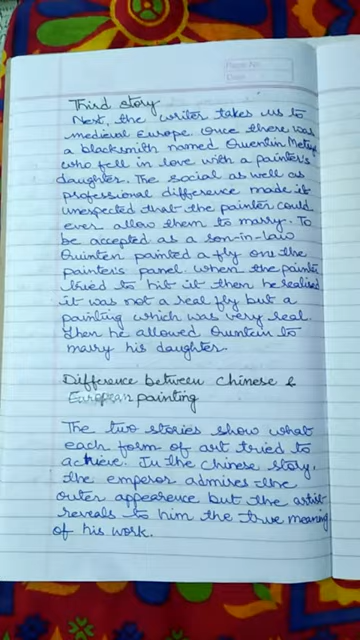 Page No.
Date
Third story
Next, the writer takes us to
medieval Europe. Once there was
a blacksmith named Quentin Metsys
who fell in love with a painter's
daughter. The social as well as
professional difference made it
unexpected that the painter could
ever allow them to marry. To
be accepted as a son-in-law
Quinten painted a fly one the
painter's panel. When the painter
tried to hit it then he realised
it was not a real fly but a
painting which was very real.
Then he allowed Quentein to
marry his daughter.
Difference between Chinese &
European painting
The two stories show what
each form of art tried to
achieve. In the chinese story,
the emperor admires the
outer appearence but the artist
reveals to him the true meaning
of his work.